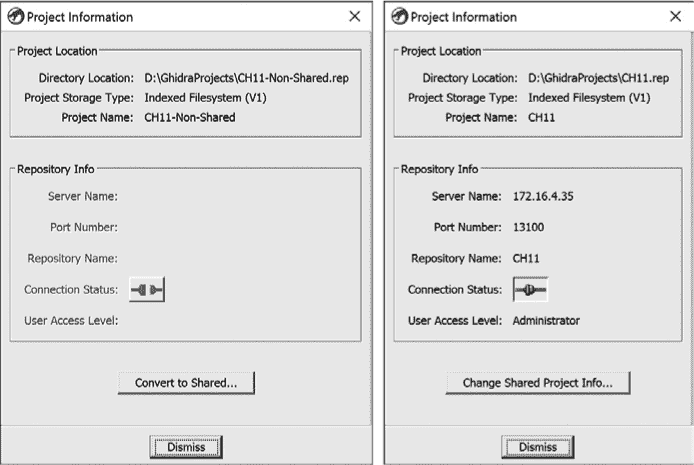 Project Information
Project Location
Directory Location: D:\GhidraProjects\CH11-Non-Shared.rep
Project Storage Type: Indexed Filesystem (V1)
Project Name: CH11-Non-Shared
Repository Info
Server Name:
Port Number:
Repository Name:
Connection Status:
User Access Level:
Convert to Shared...
Dismiss
Project Information
Project Location
Directory Location: D:\GhidraProjects\CH11.rep
Project Storage Type: Indexed Filesystem (V1)
Project Name: CH11
Repository Info
Server Name: 172.16.4.35
Port Number: 13100
Repository Name: CH11
Connection Status:
User Access Level: Administrator
Change Shared Project Info...
Dismiss